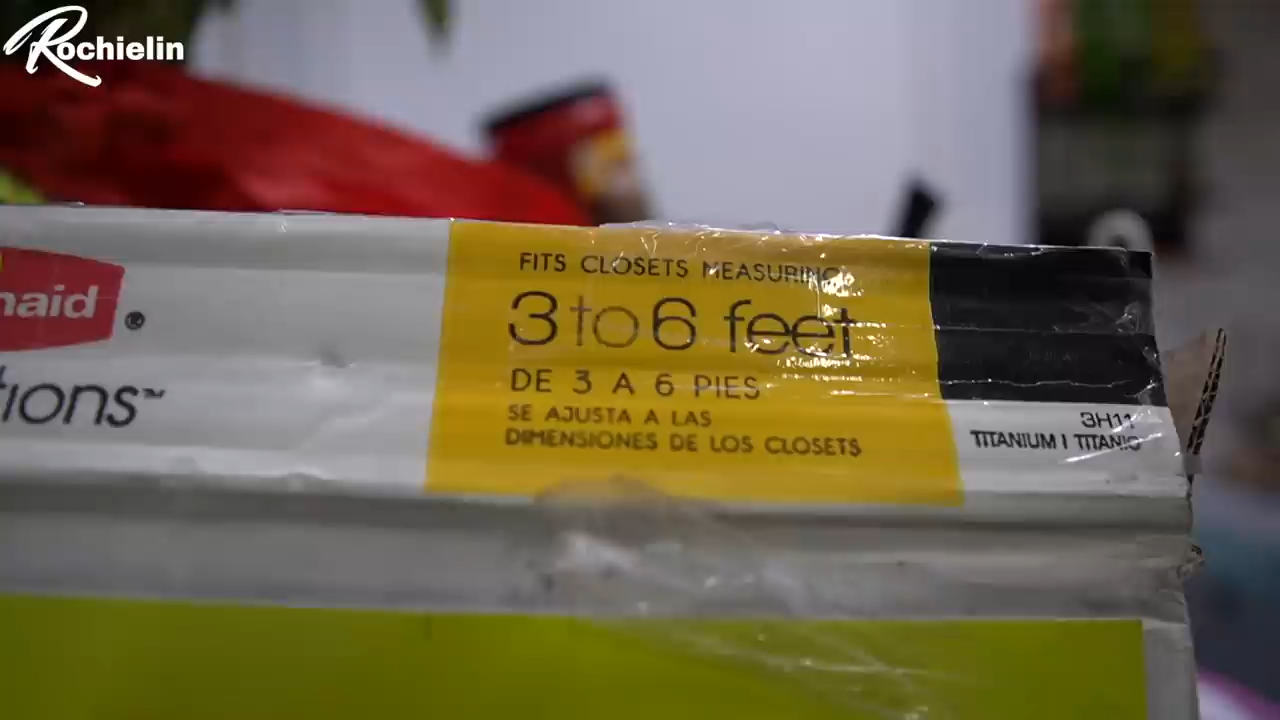 Rochielin
naid ®
ions™
FITS CLOSETS MEASURING
3 to 6 feet
DE 3 A 6 PIES
SE AJUSTA A LAS
DIMENSIONES DE LOS CLOSETS
3H11
TITANIUM | TITANIO